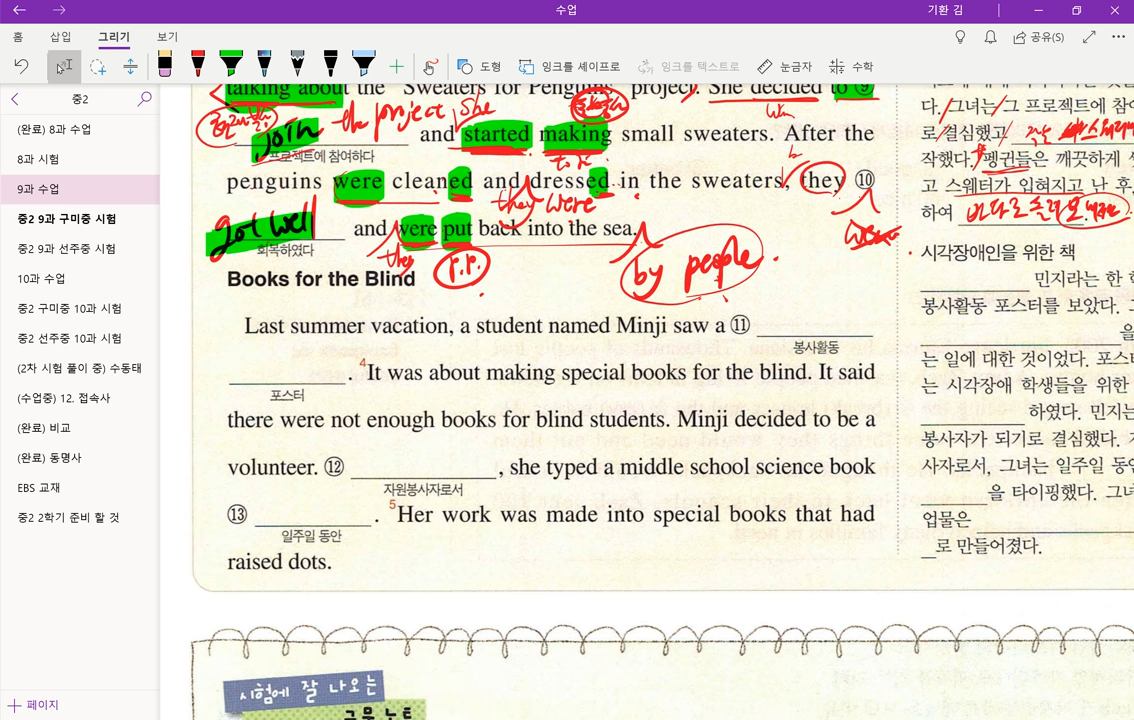 수업
기환 김
홈 삽입 그리기 보기
공유(S)
도형 잉크를 셰이프로 잉크를 텍스트로 눈금자 수학
중2
(완료) 8과 수업
8과 시험
9과 수업
중2 9과 구미중 시험
중2 9과 선주중 시험
10과 수업
중2 구미중 10과 시험
중2 선주중 10과 시험
(2차 시험 풀이 중) 수동태
(수업중) 12. 접속사
(완료) 비교
(완료) 동명사
EBS 교재
중2 2학기 준비 할 것
페이지
talking about the "Sweaters for Penguins" project. She decided to ⑨
join the project She
프로젝트에 참여하다
and started making small sweaters. After the
penguins were cleaned and dressed in the sweaters, they ⑩
they were
got well and were put back into the sea.
회복하였다
they p.p. by people.
Books for the Blind
Last summer vacation, a student named Minji saw a ⑪
봉사활동
. 4It was about making special books for the blind. It said
포스터
there were not enough books for blind students. Minji decided to be a
volunteer. ⑫ , she typed a middle school science book
자원봉사자로서
⑬ . 5Her work was made into special books that had
일주일 동안
raised dots.
다. 그녀는 그 프로젝트에 참
로 결심했고
작했다. 펭귄들은 깨끗하게
고 스웨터가 입혀지고 난 후,
하여
시각장애인을 위한 책
민지라는 한
봉사활동 포스터를 보았다.
을
는 일에 대한 것이었다. 포스
는 시각장애 학생들을 위한
하였다. 민지는
봉사자가 되기로 결심했다.
사자로서, 그녀는 일주일 동안
을 타이핑했다. 그녀
업물은
로 만들어졌다.
시험에 잘 나오는
구문 노트